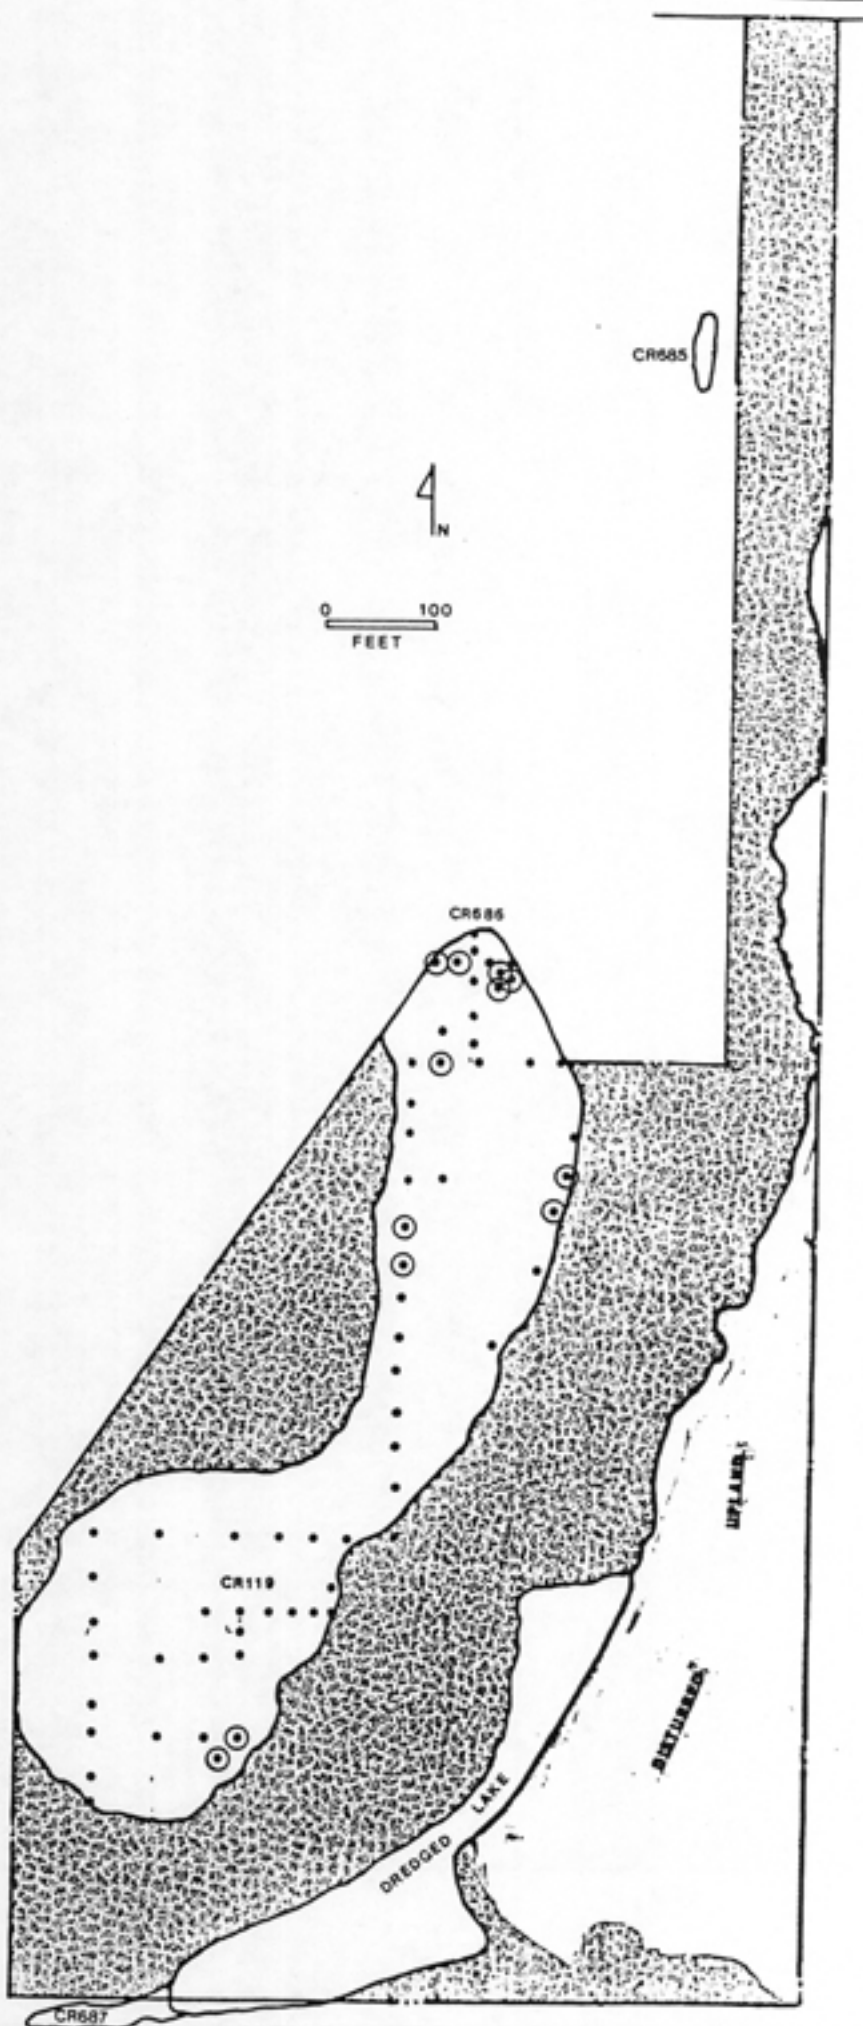 CR685
N
0 100
FEET
CR686
UPLAND
CR119
DISTURBED
DREDGED LAKE
CR687